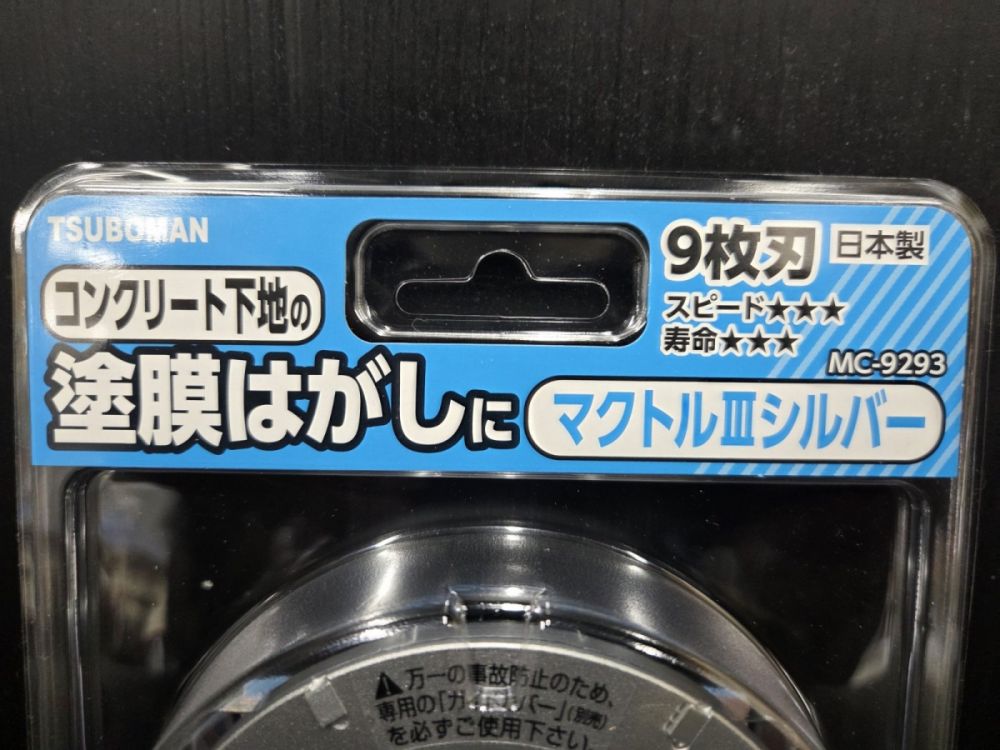 TSUBOMAN
コンクリート下地の
塗膜はがしに
9枚刃 日本製
スピード★★★
寿命★★★
MC-9293
マクトルⅢシルバー
⚠万一の事故防止のため、
専用の「ガイドカバー」(別売)
を必ずご使用下さい。